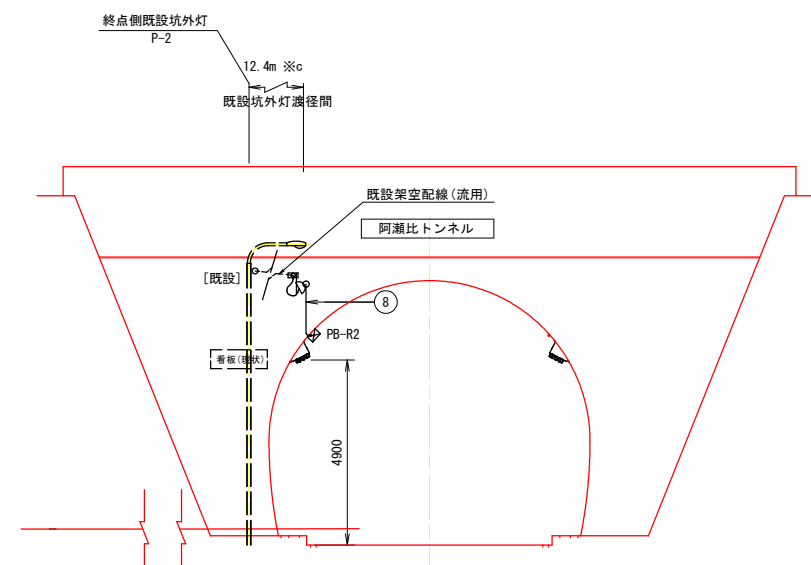 終点側既設坑外灯
P-2
12.4m ※c
既設坑外灯渡径間
既設架空配線(流用)
阿瀬比トンネル
[既設]
8
PB-R2
看板(現状)
4900